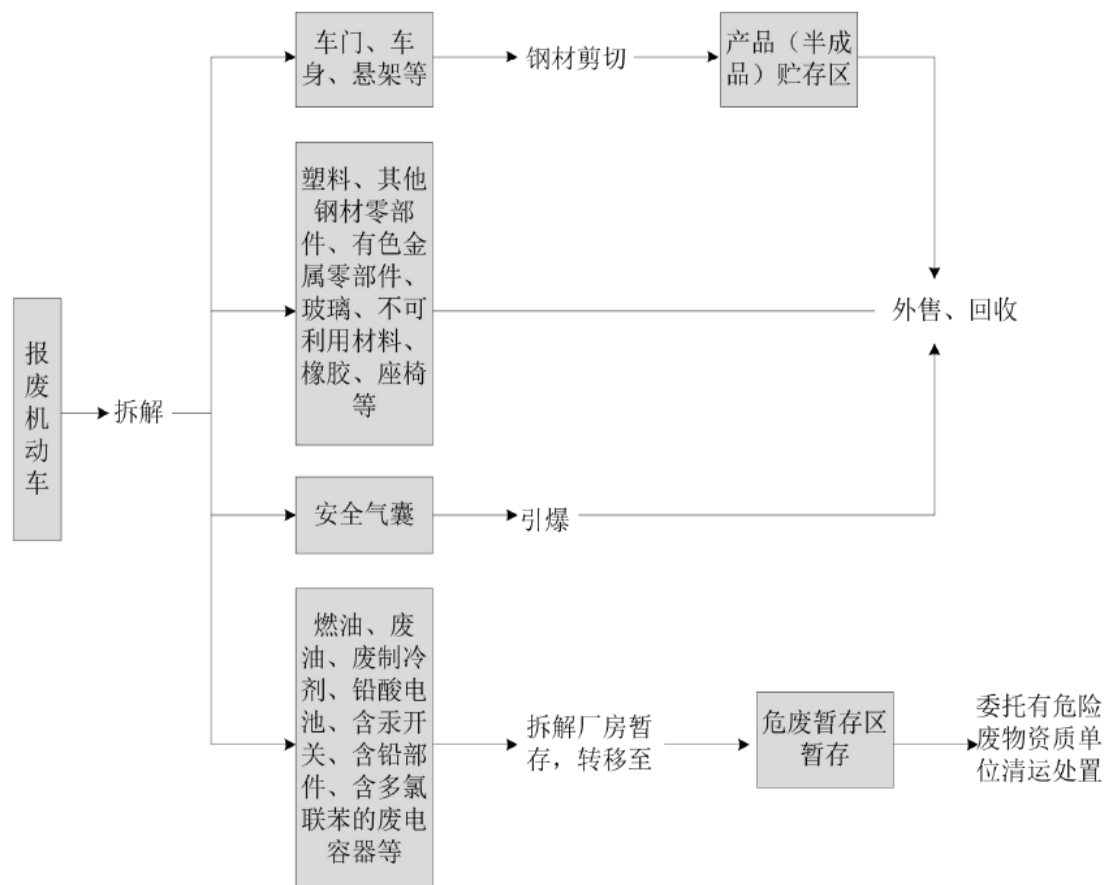 报
废
机
动
车
拆解
车门、车
身、悬架等
钢材剪切
产品（半成
品）贮存区
塑料、其他
钢材零部
件、有色金
属零部件、
玻璃、不可
利用材料、
橡胶、座椅
等
外售、回收
安全气囊
引爆
燃油、废
油、废制冷
剂、铅酸电
池、含汞开
关、含铅部
件、含多氯
联苯的废电
容器等
拆解厂房暂
存，转移至
危废暂存区
暂存
委托有危险
废物资质单
位清运处置